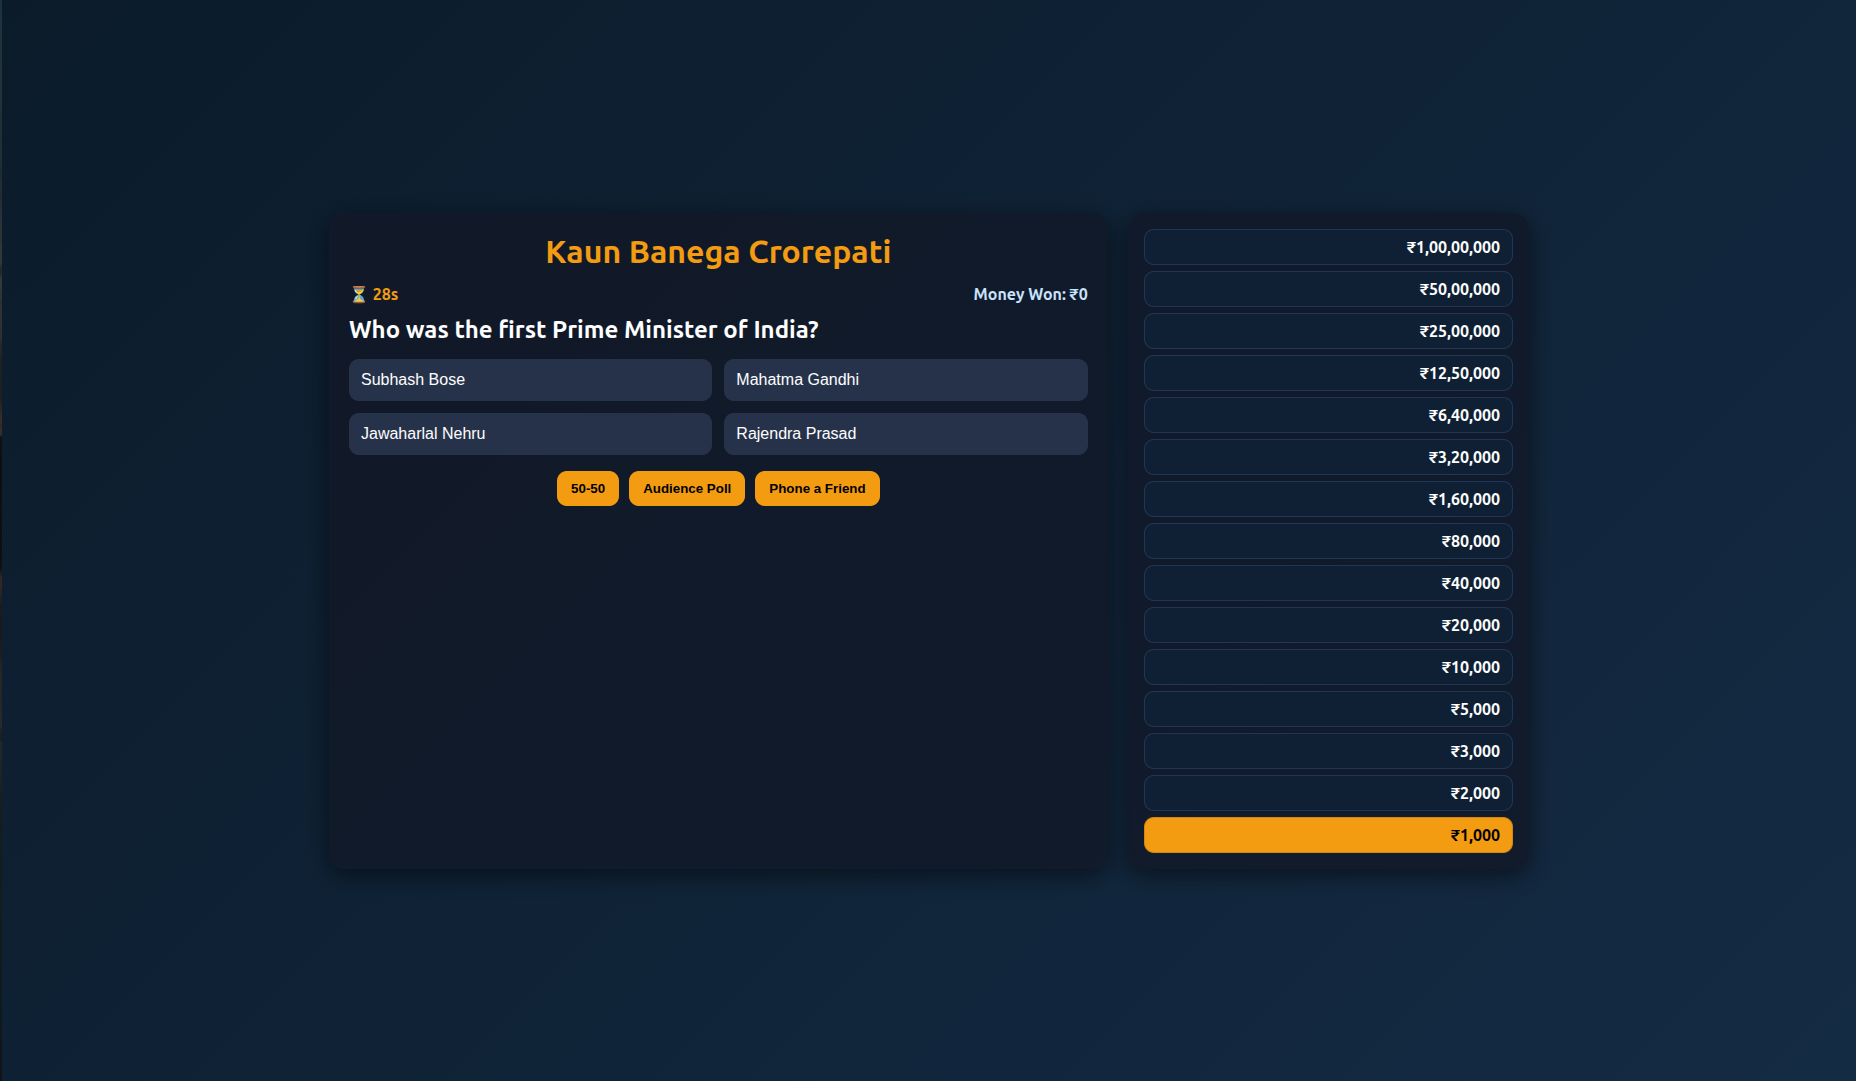 Kaun Banega Crorepati
⏳ 28s
Money Won: ₹0
Who was the first Prime Minister of India?
Subhash Bose
Mahatma Gandhi
Jawaharlal Nehru
Rajendra Prasad
50-50
Audience Poll
Phone a Friend
₹1,00,00,000
₹50,00,000
₹25,00,000
₹12,50,000
₹6,40,000
₹3,20,000
₹1,60,000
₹80,000
₹40,000
₹20,000
₹10,000
₹5,000
₹3,000
₹2,000
₹1,000